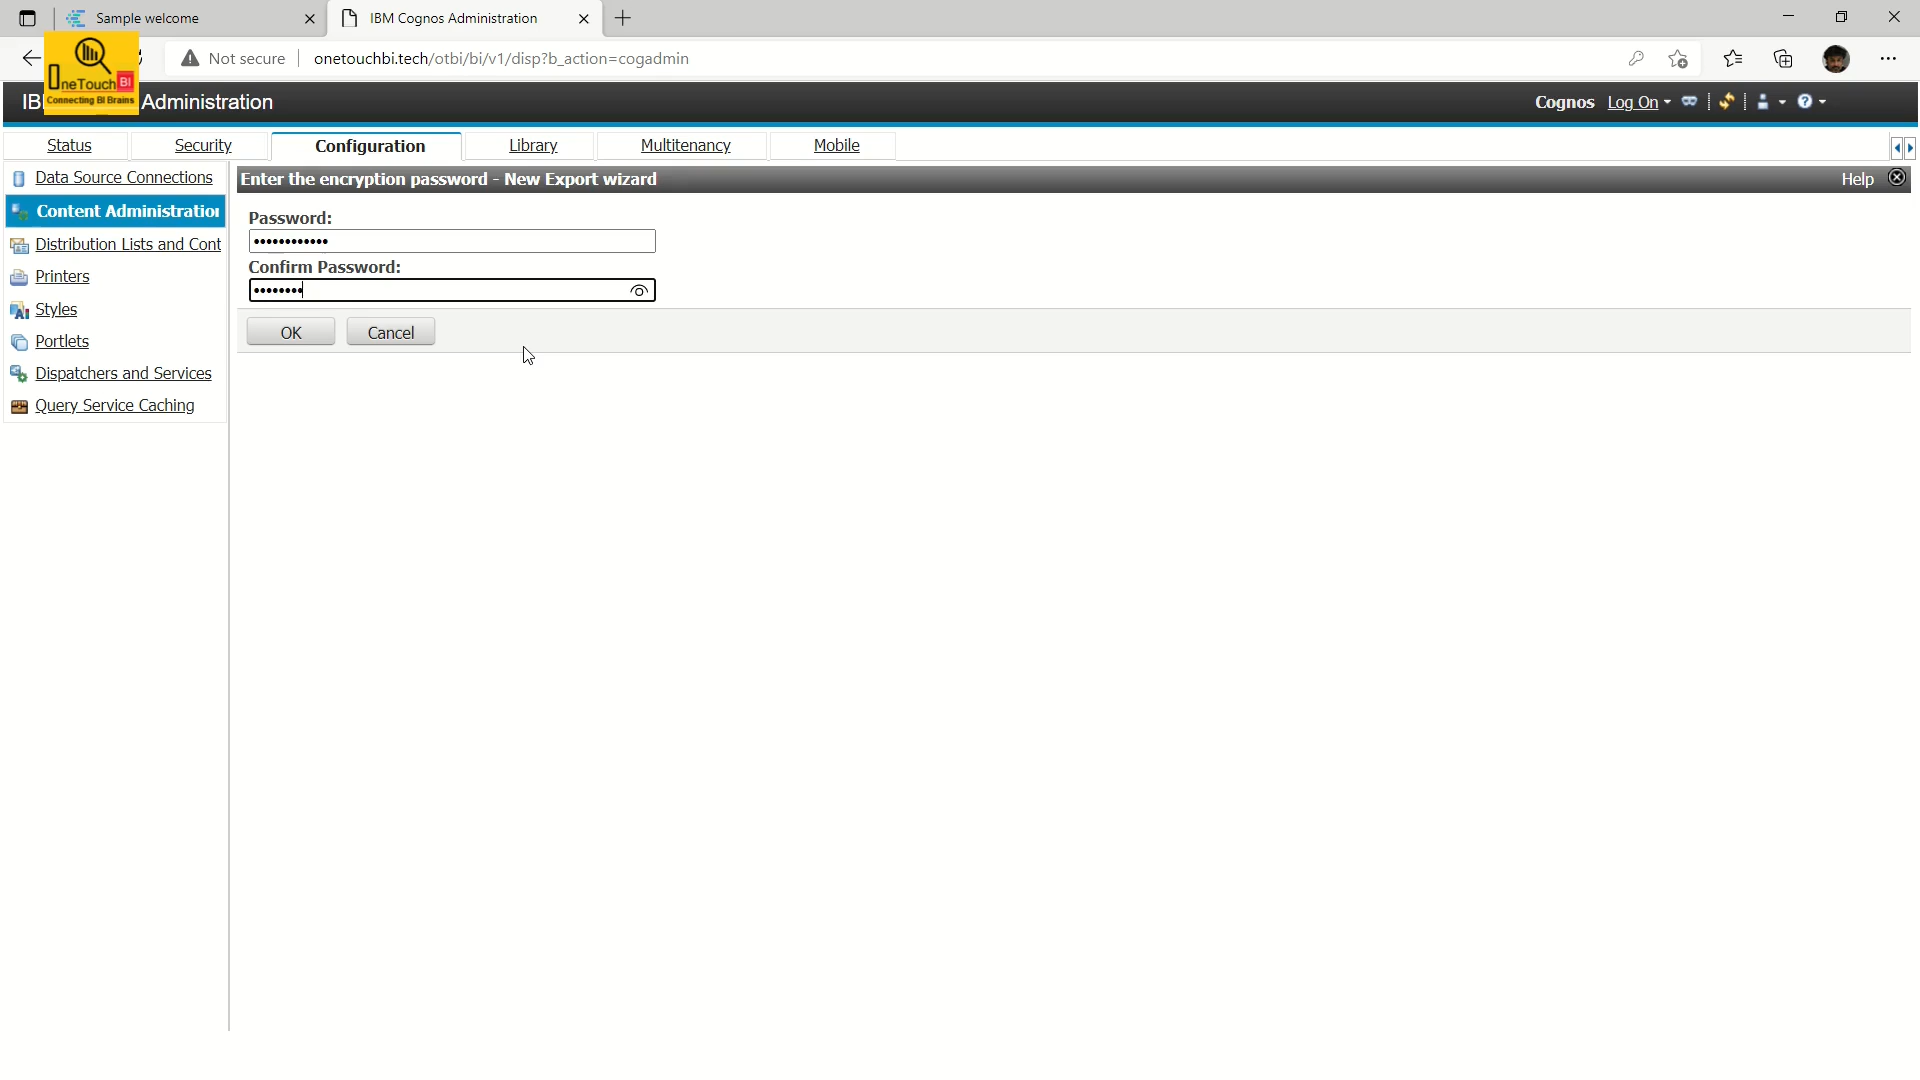 Sample welcome
IBM Cognos Administration
Not secure
onetouchbi.tech/otbi/bi/v1/disp?b_action=cogadmin
OneTouch BI
Connecting BI Brains
IB
Administration
Cognos Log On
Status
Security
Configuration
Library
Multitenancy
Mobile
Data Source Connections
Content Administration
Distribution Lists and Cont
Printers
Styles
Portlets
Dispatchers and Services
Query Service Caching
Enter the encryption password - New Export wizard
Help
Password:
••••••••••••
Confirm Password:
••••••••
OK
Cancel